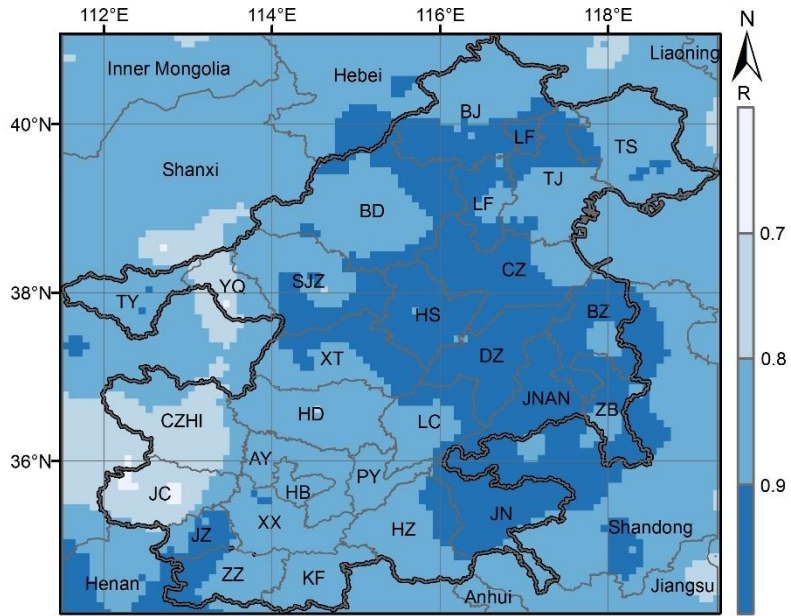 112°E 114°E 116°E 118°E
N
R
Inner Mongolia
Hebei
Liaoning
BJ
LF
TS
40°N
Shanxi
TJ
BD
LF
0.7
CZ
SJZ
YQ
TY
38°N
HS
BZ
XT
DZ
0.8
JNAN
ZB
CZHI
HD
LC
36°N
AY
PY
HB
JC
0.9
XX
HZ
JN
JZ
Shandong
ZZ
KF
Henan
Anhui
Jiangsu